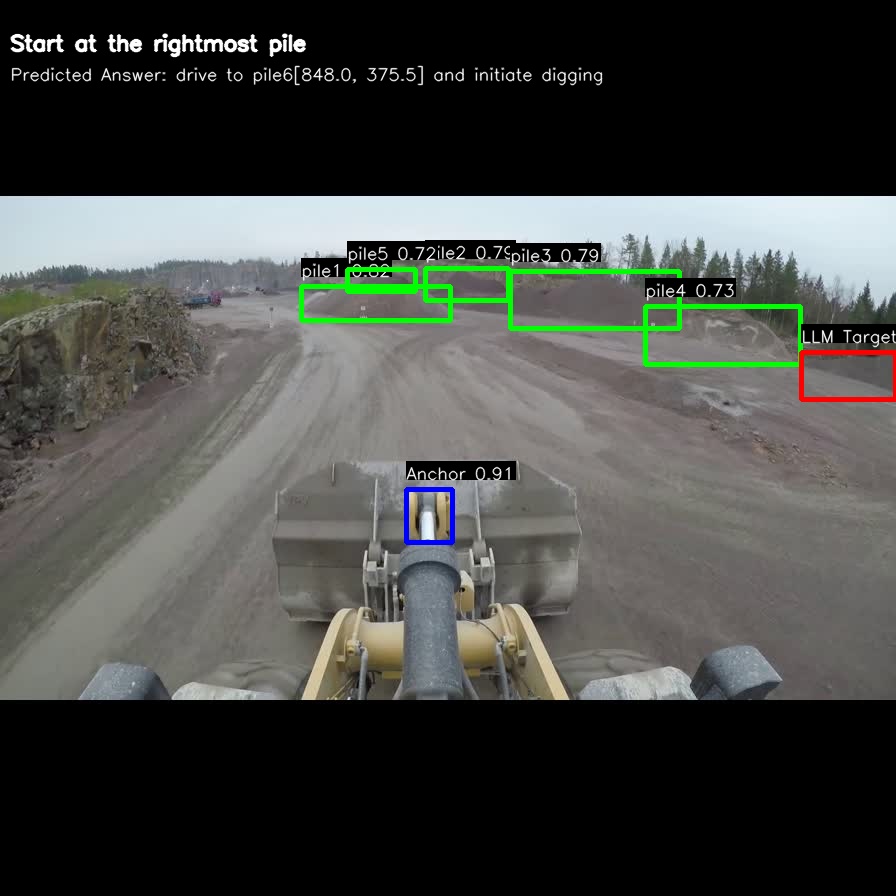 Start at the rightmost pile
Predicted Answer: drive to pile6[848.0, 375.5] and initiate digging
pile5 0.72
pile2 0.79
pile3 0.79
pile1 0.82
pile4 0.73
LLM Target
Anchor 0.91